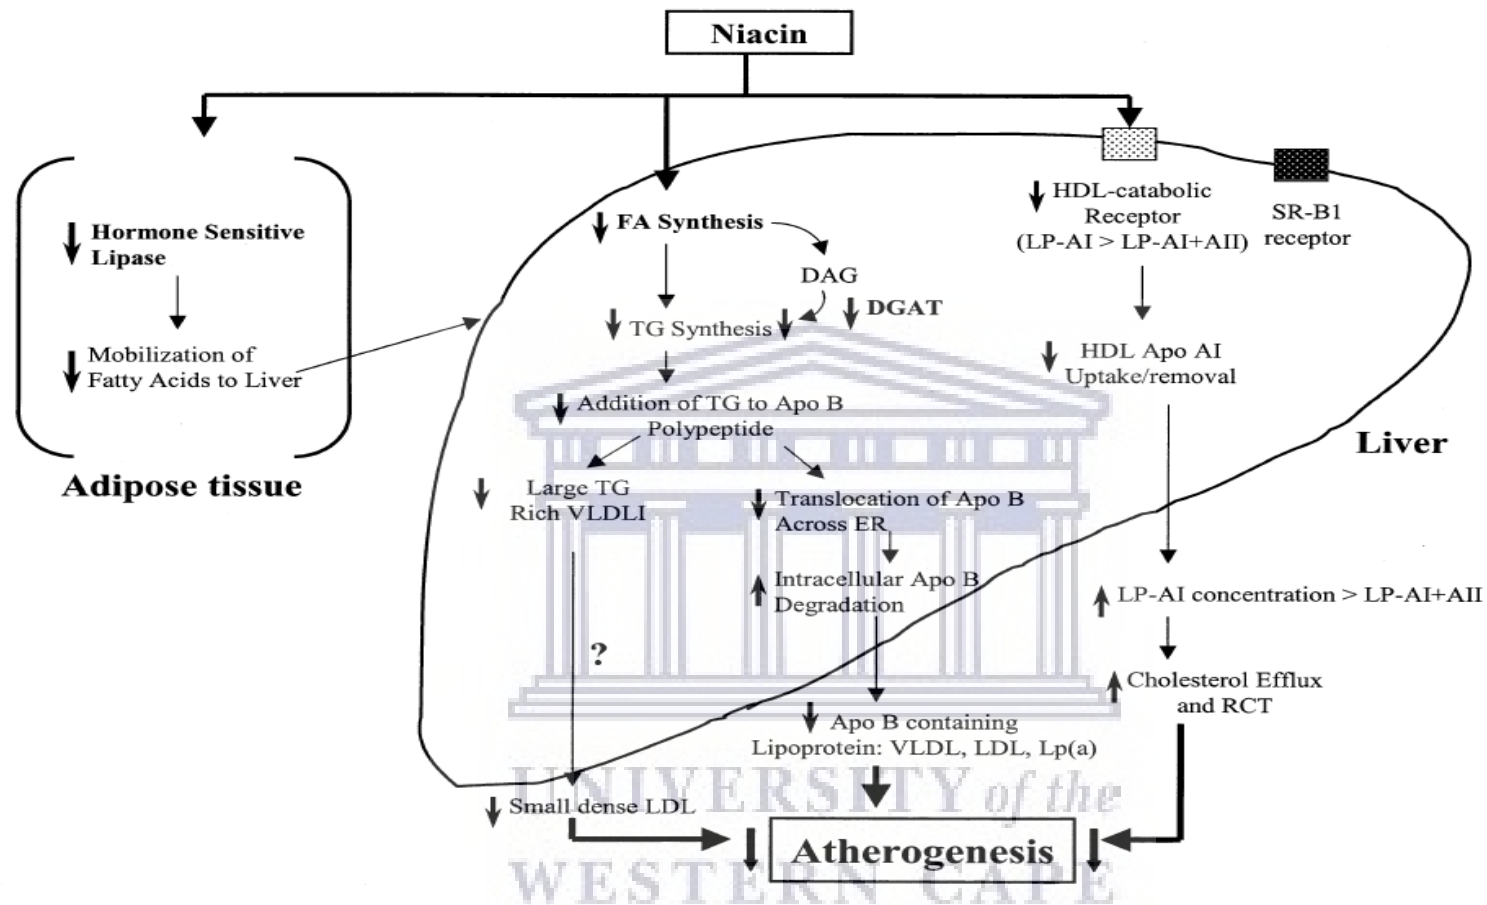 Niacin
↓ Hormone Sensitive
Lipase
↓ Mobilization of
Fatty Acids to Liver
Adipose tissue
↓ FA Synthesis
DAG
↓ DGAT
↓ TG Synthesis ↓
↓ Addition of TG to Apo B
Polypeptide
↓ Large TG
Rich VLDLI
↓ Translocation of Apo B
Across ER
↑ Intracellular Apo B
Degradation
?
↓ HDL-catabolic
Receptor
(LP-AI > LP-AI+AII)
SR-B1
receptor
↓ HDL Apo AI
Uptake/removal
Liver
↑ LP-AI concentration > LP-AI+AII
↑ Cholesterol Efflux
and RCT
↓ Apo B containing
Lipoprotein: VLDL, LDL, Lp(a)
↓ Small dense LDL
↓ Atherogenesis ↓
UNIVERSITY of the
WESTERN CAPE